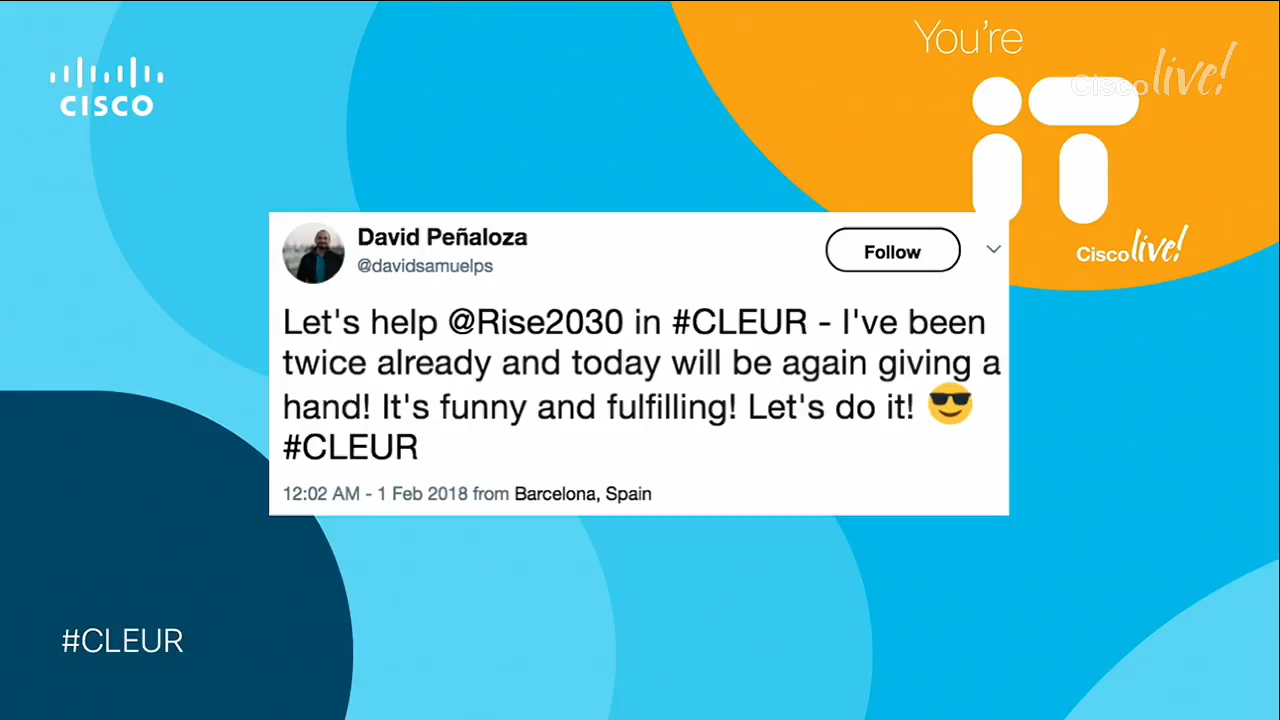 You're
iT
Cisco live!
CISCO
David Peñaloza
@davidsamuelps
Follow
Cisco live!
Let's help @Rise2030 in #CLEUR - I've been
twice already and today will be again giving a
hand! It's funny and fulfilling! Let's do it! 😎
#CLEUR
12:02 AM - 1 Feb 2018 from Barcelona, Spain
#CLEUR